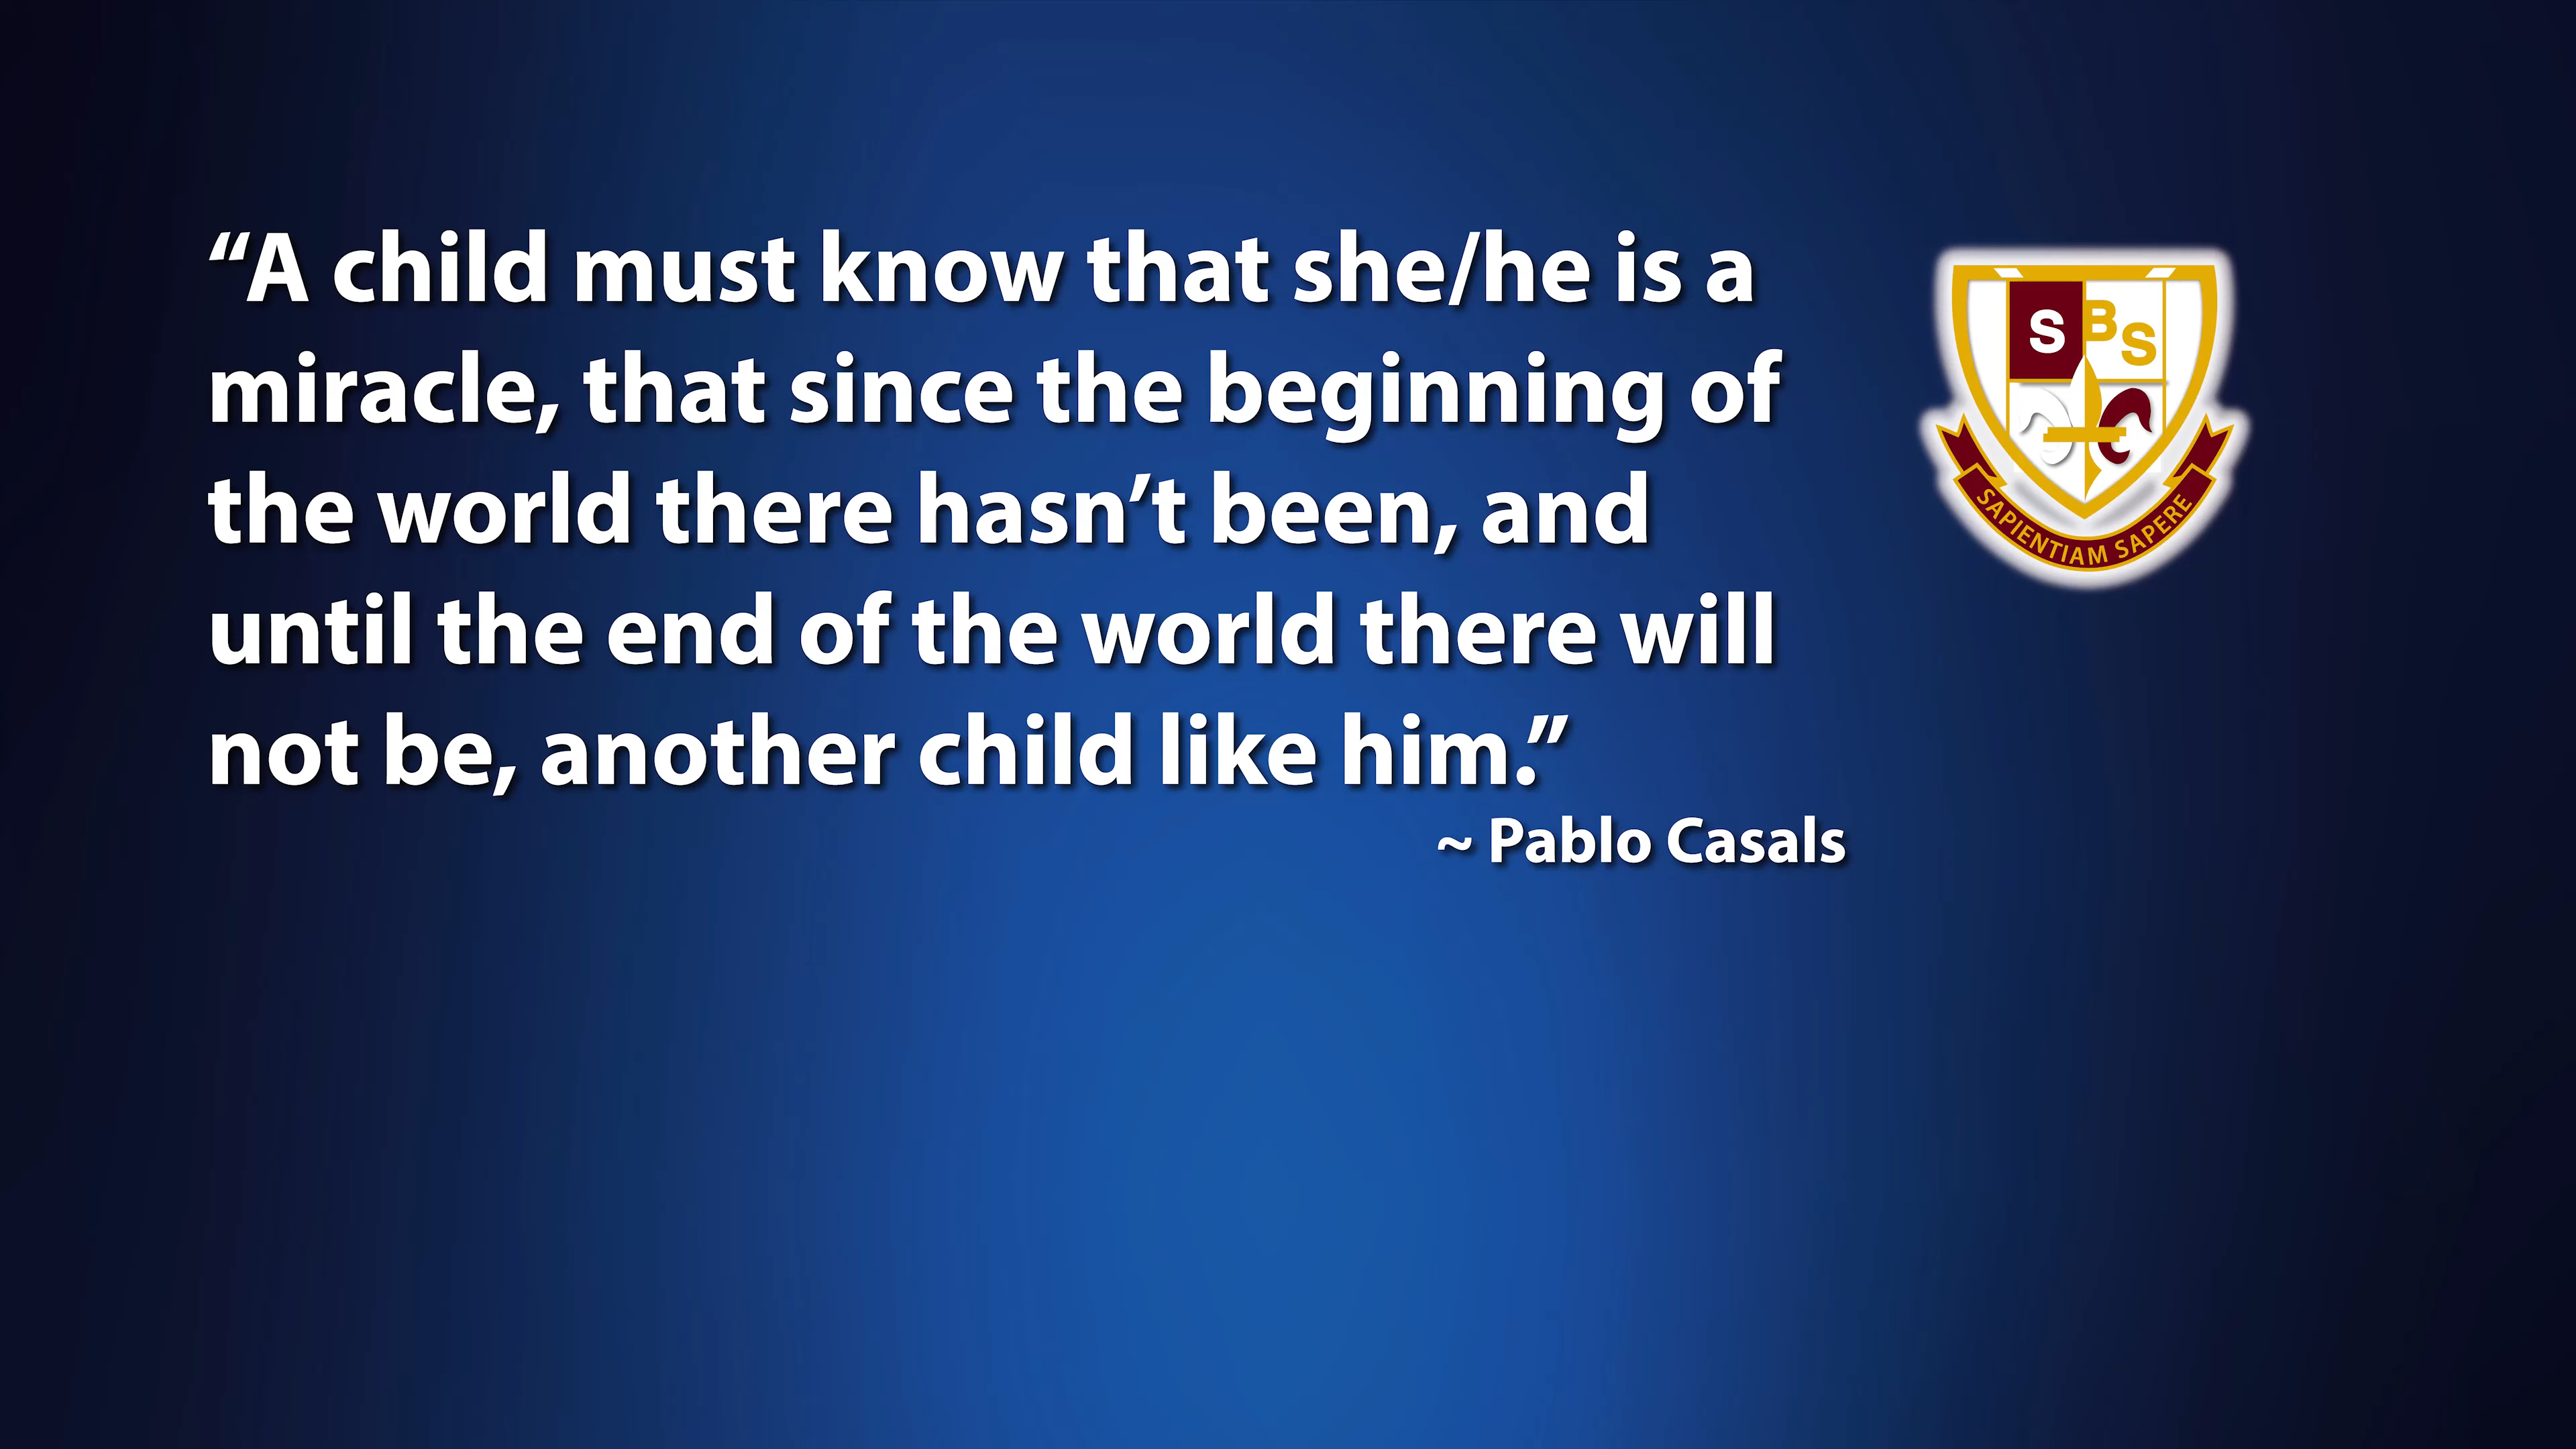 “A child must know that she/he is a
miracle, that since the beginning of
the world there hasn’t been, and
until the end of the world there will
not be, another child like him.”
~ Pablo Casals
S B S
SAPIENTIAM SAPERE